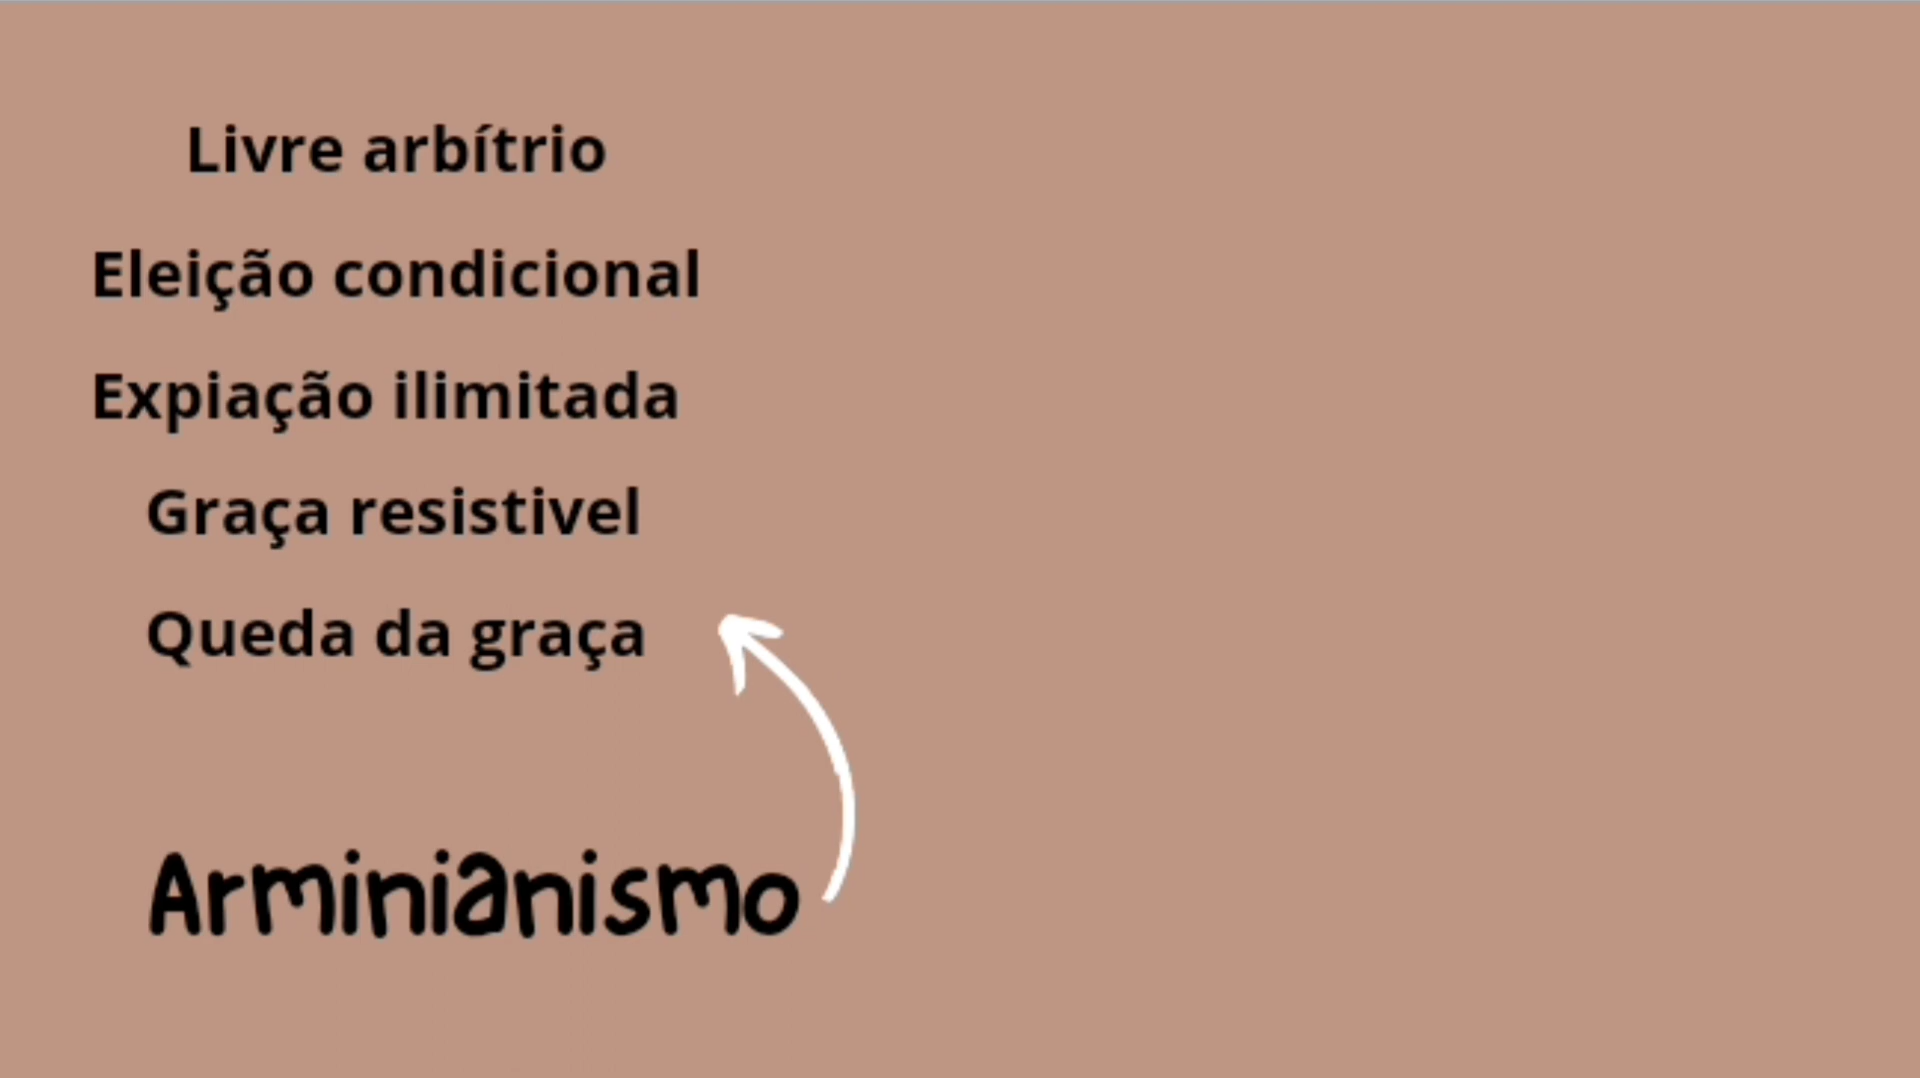 Livre arbítrio
Eleição condicional
Expiação ilimitada
Graça resistivel
Queda da graça
Arminianismo